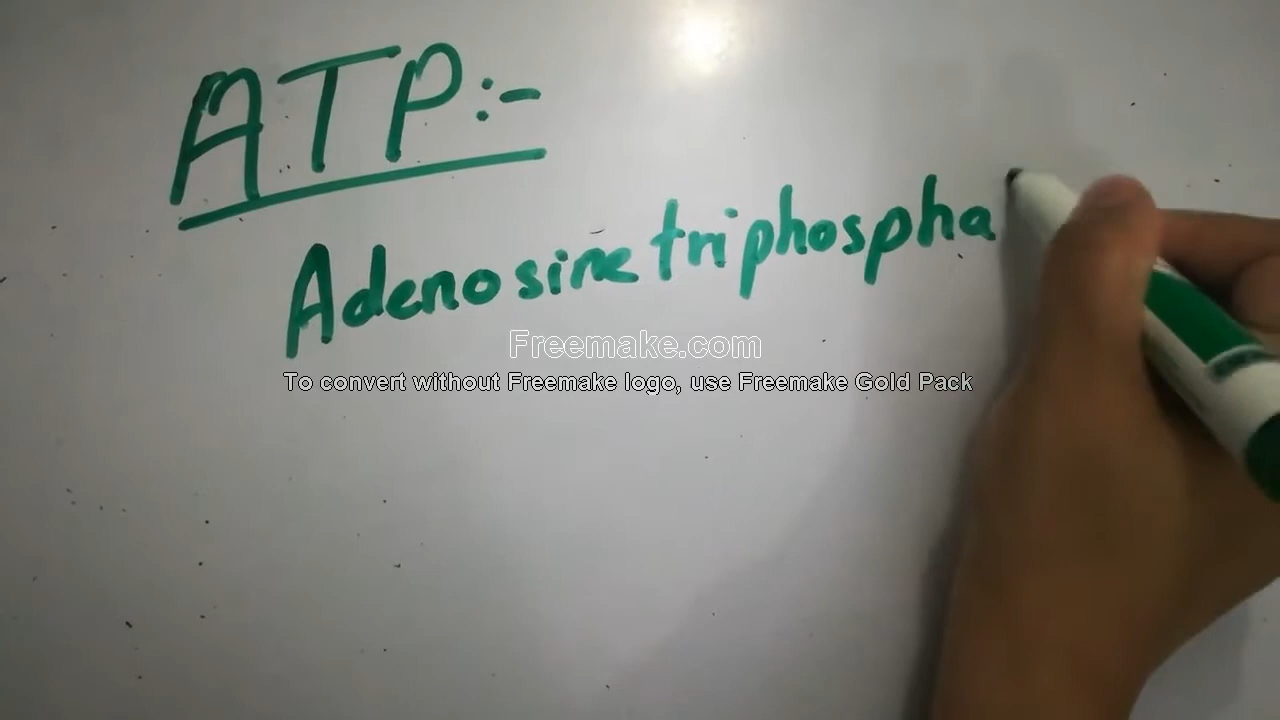 ATP:-
Adenosine triphospha
Freemake.com
To convert without Freemake logo, use Freemake Gold Pack